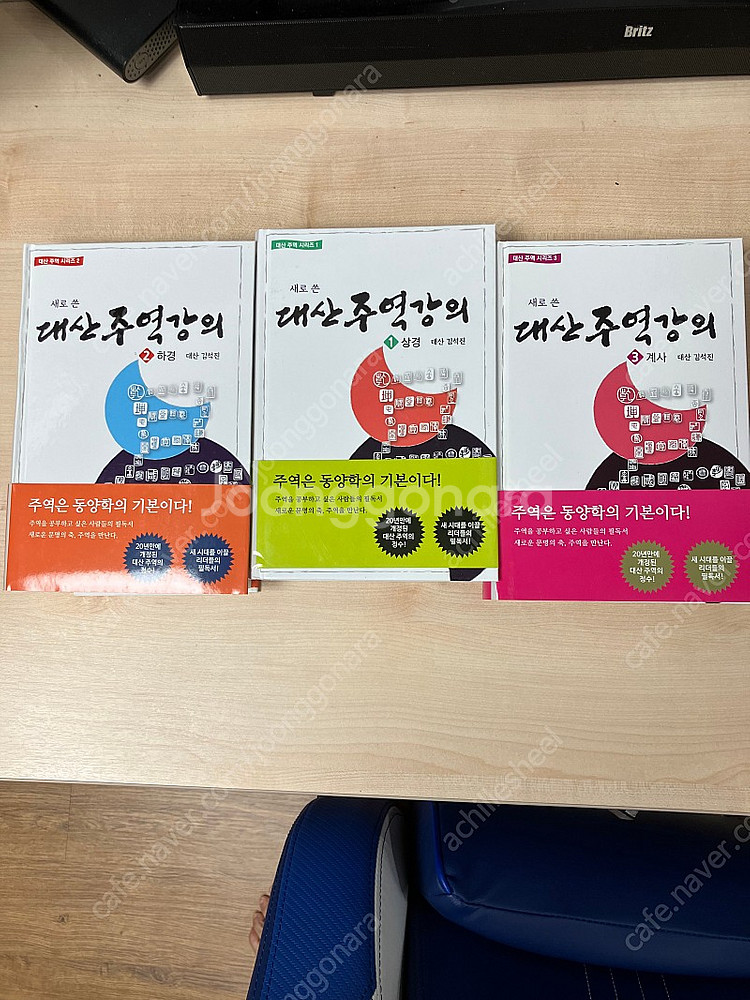 Britz
대산 주역 시리즈 2
새로 쓴
대산주역강의
2 하경 대산 김석진
주역은 동양학의 기본이다!
주역을 공부하고 싶은 사람들의 필독서
새로운 문명의 축, 주역을 만난다.
20년만에
개정된
대산 주역의
정수!
새 시대를 이끌
리더들의
필독서!
대산 주역 시리즈 1
새로 쓴
대산주역강의
1 상경 대산 김석진
주역은 동양학의 기본이다!
주역을 공부하고 싶은 사람들의 필독서
새로운 문명의 축, 주역을 만난다.
20년만에
개정된
대산 주역의
정수!
새 시대를 이끌
리더들의
필독서!
대산 주역 시리즈 3
새로 쓴
대산주역강의
3 계사 대산 김석진
주역은 동양학의 기본이다!
주역을 공부하고 싶은 사람들의 필독서
새로운 문명의 축, 주역을 만난다.
20년만에
개정된
대산 주역의
정수!
새 시대를 이끌
리더들의
필독서!
Joonggonara
cafe.naver.com/joonggonara
achilesheel